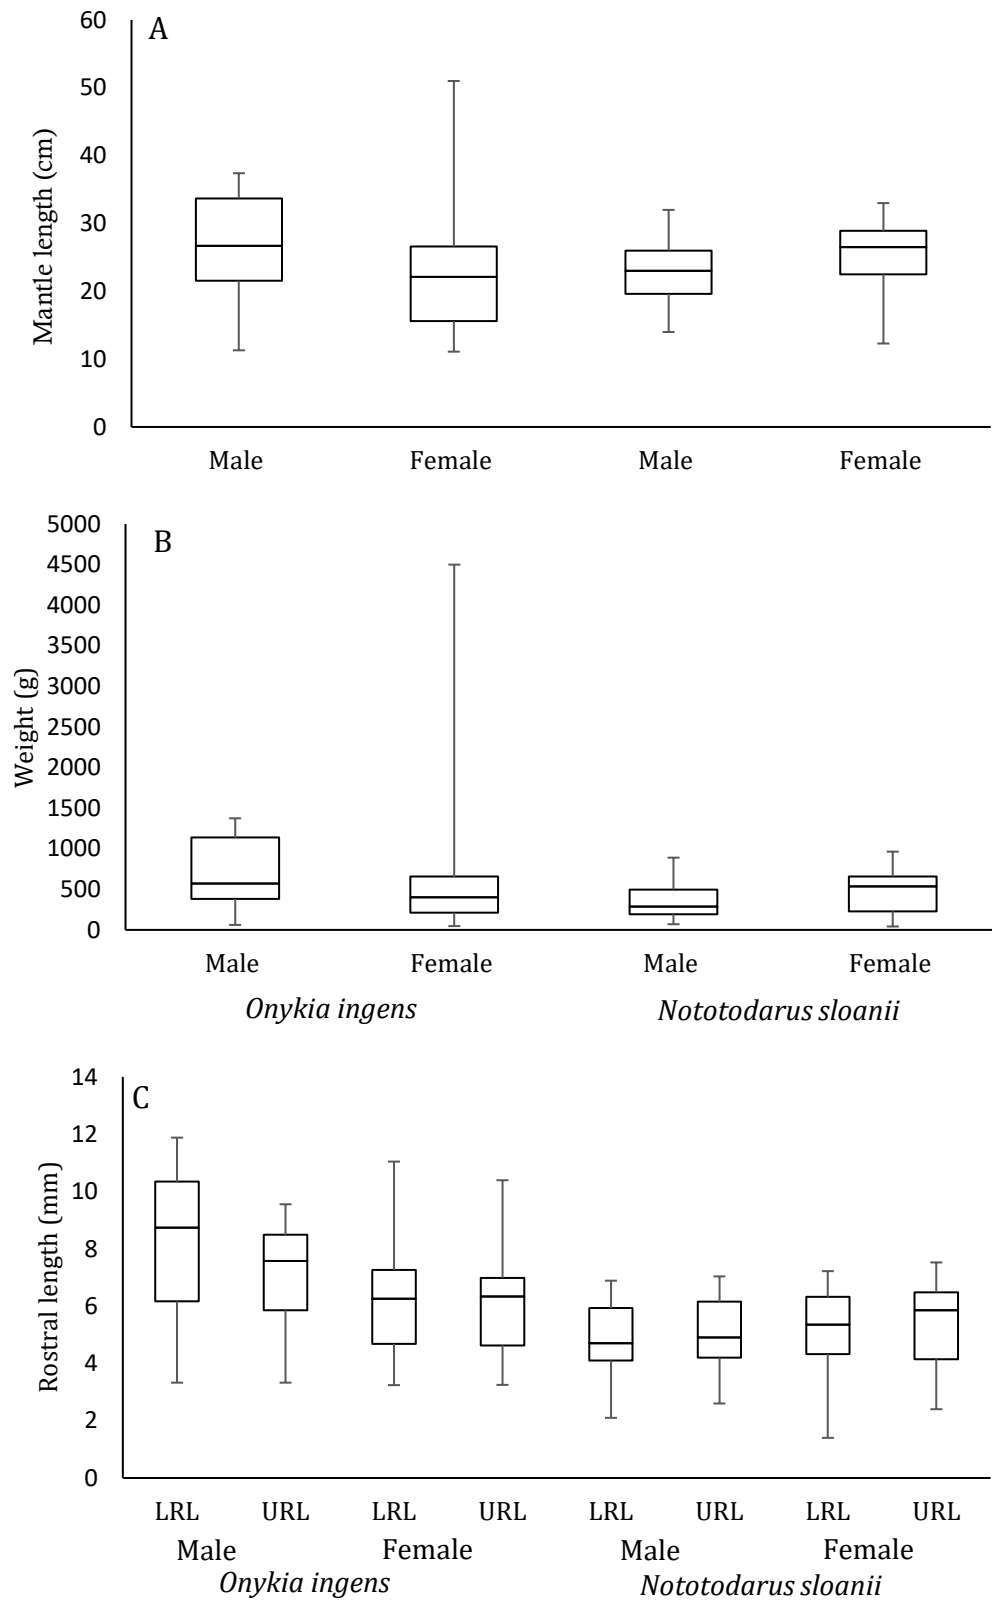 A
Mantle length (cm)
60
50
40
30
20
10
0
Male Female Male Female
B
Weight (g)
5000
4500
4000
3500
3000
2500
2000
1500
1000
500
0
Male Female Male Female
Onykia ingens Nototodarus sloanii
C
Rostral length (mm)
14
12
10
8
6
4
2
0
LRL URL LRL URL LRL URL LRL URL
Male Female Male Female
Onykia ingens Nototodarus sloanii